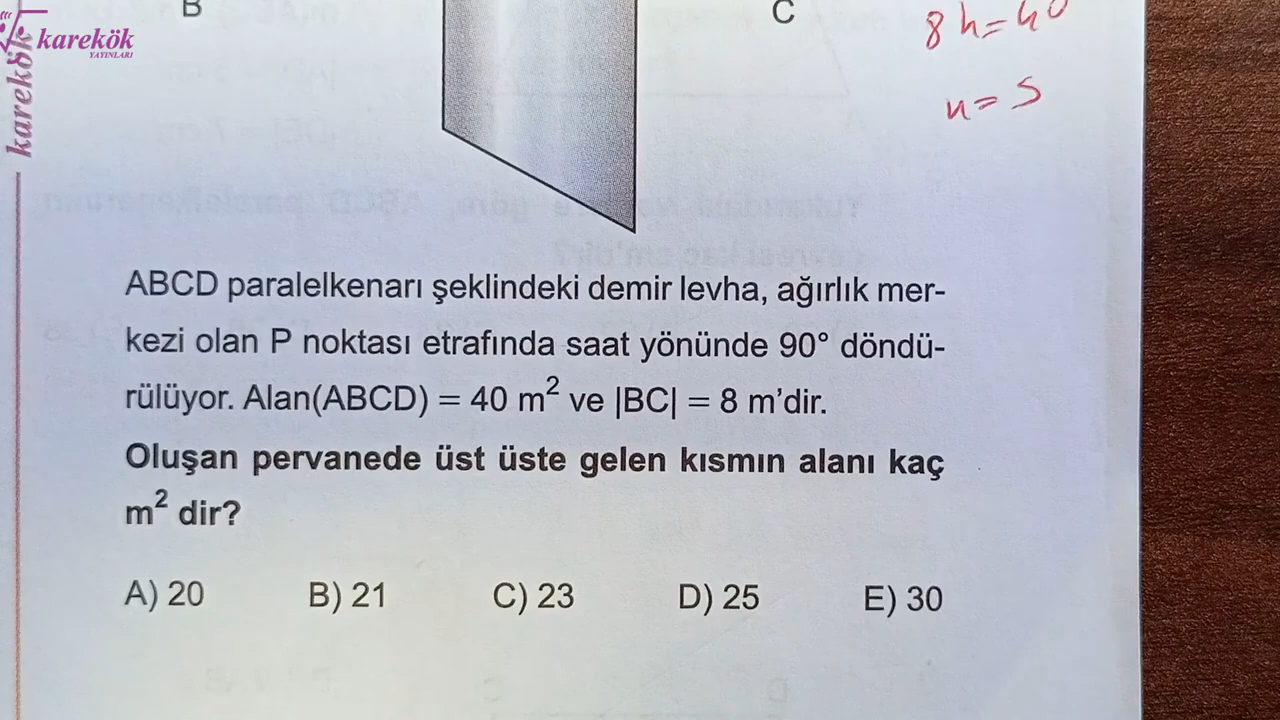 B
C
8h=40
karekök
YAYINLARI
karekök
n=5
ABCD paralelkenarı şeklindeki demir levha, ağırlık mer-
kezi olan P noktası etrafında saat yönünde 90° döndü-
rülüyor. Alan(ABCD) = 40 m² ve |BC| = 8 m'dir.
Oluşan pervanede üst üste gelen kısmın alanı kaç
m² dir?
A) 20 B) 21 C) 23 D) 25 E) 30